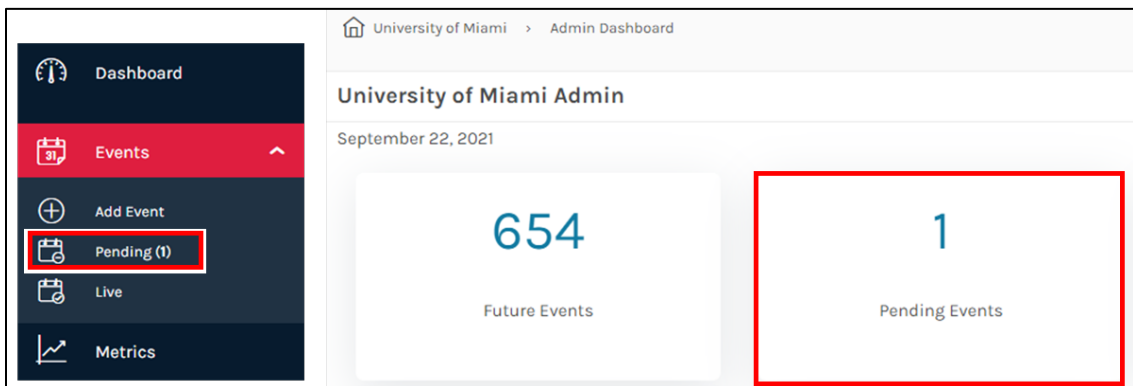 University of Miami > Admin Dashboard
Dashboard
Events
31
Add Event
Pending (1)
Live
Metrics
University of Miami Admin
September 22, 2021
654
Future Events
1
Pending Events